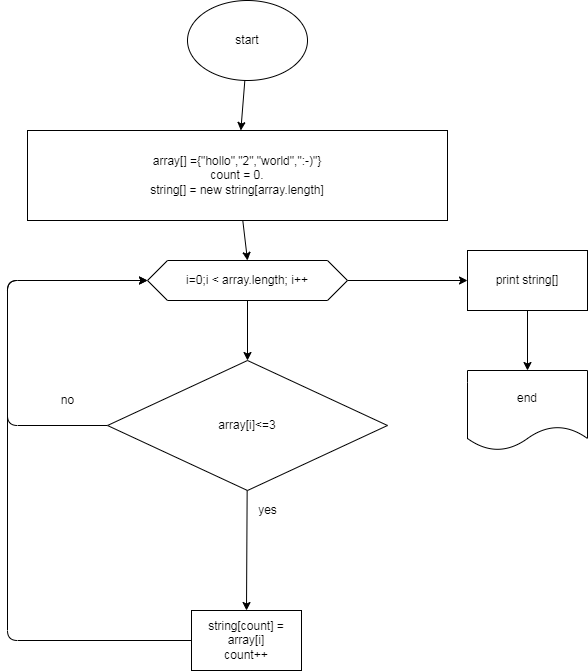 start
array[] ={"hollo","2","world",":-)"}
count = 0.
string[] = new string[array.length]
i=0;i < array.length; i++
print string[]
end
no
array[i]<=3
yes
string[count] =
array[i]
count++